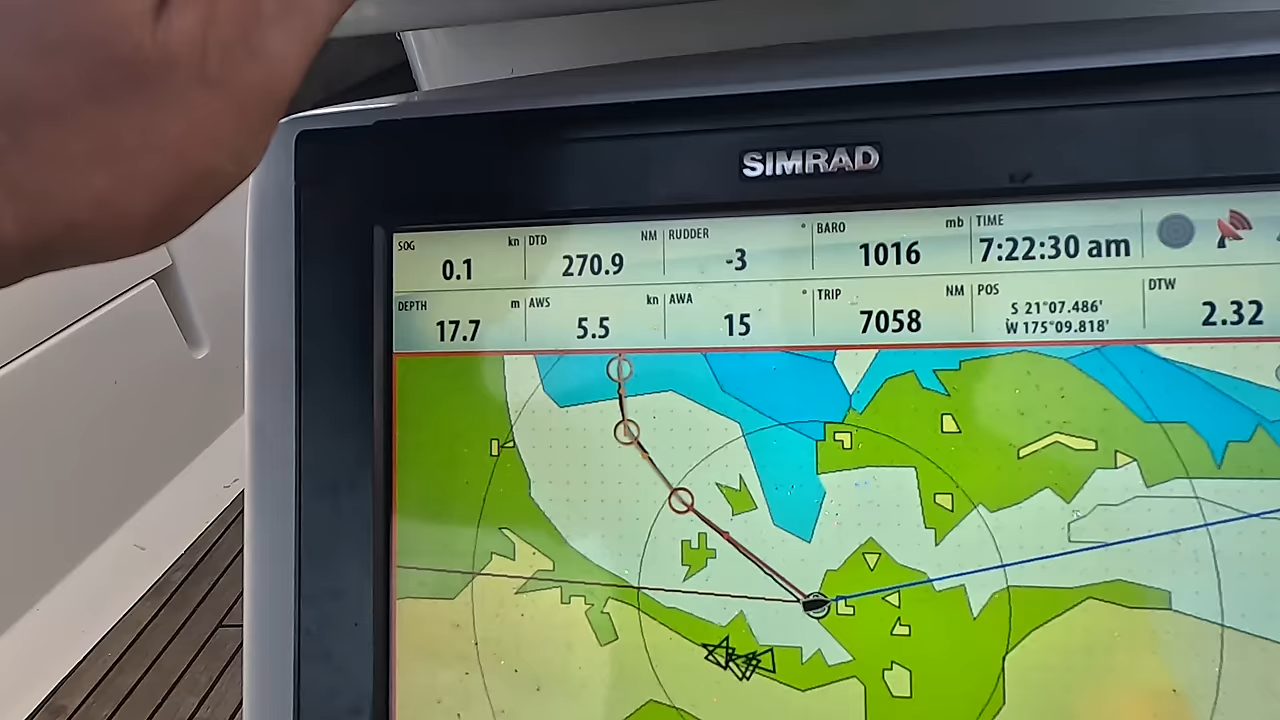 SIMRAD
SOG kn DTD NM RUDDER ° BARO mb TIME
0.1 270.9 -3 1016 7:22:30 am
DEPTH m AWS kn AWA ° TRIP NM POS DTW
17.7 5.5 15 7058 S 21°07.486' 2.32
W 175°09.818'